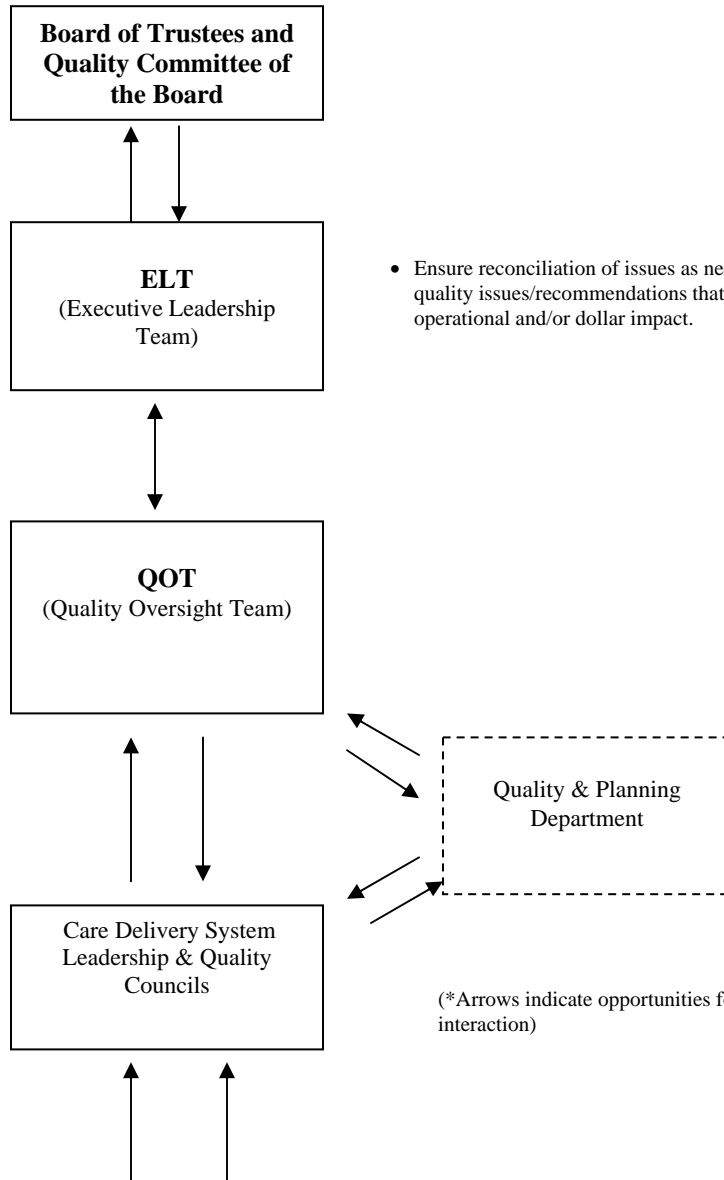 Board of Trustees and
Quality Committee of
the Board
ELT
(Executive Leadership
Team)
• Ensure reconciliation of issues as
quality issues/recommendations that
operational and/or dollar impact.
QOT
(Quality Oversight Team)
Quality & Planning
Department
Care Delivery System
Leadership & Quality
Councils
(*Arrows indicate opportunities
interaction)